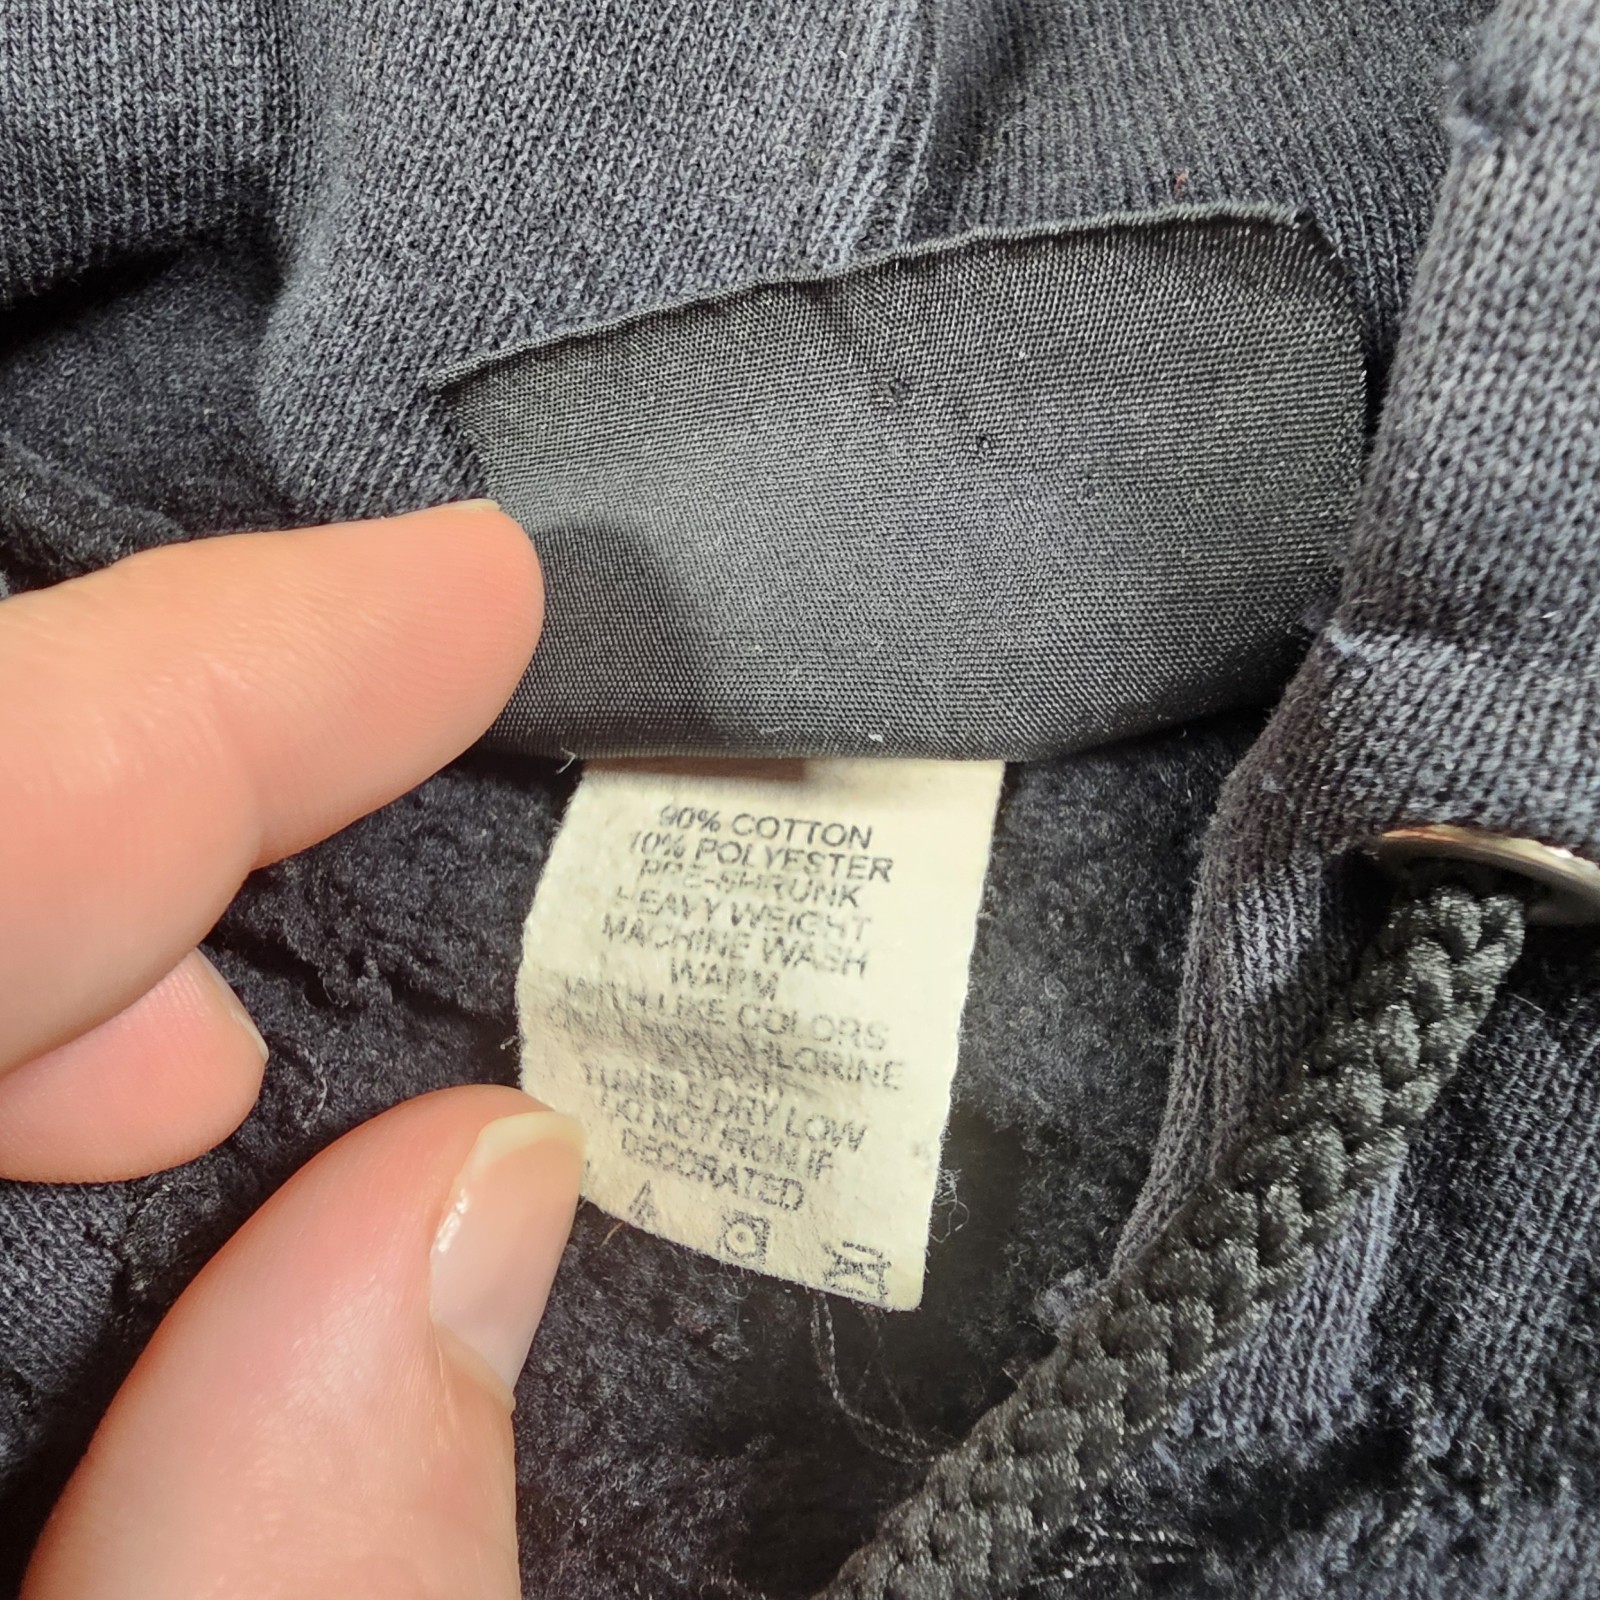 90% COTTON
10% POLYESTER
PRE-SHRUNK
HEAVY WEIGHT
MACHINE WASH
WARM
WITH LIKE COLORS
CHLORINE
TUMBLE DRY LOW
DO NOT IRON IF
DECORATED